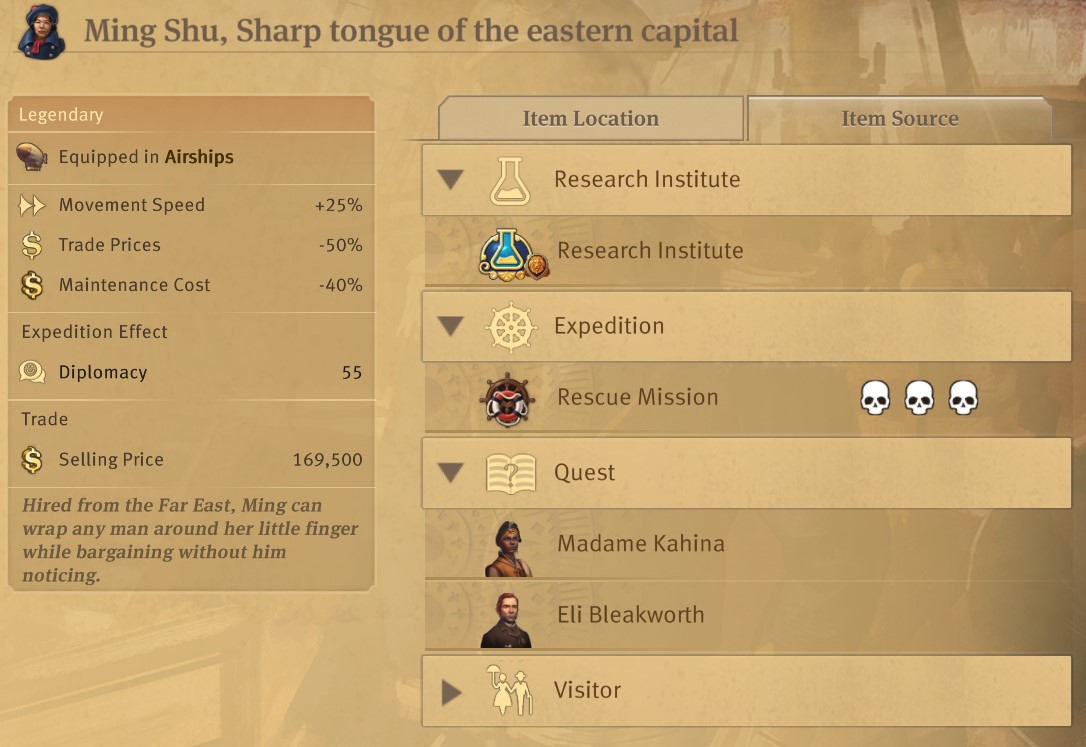 Ming Shu, Sharp tongue of the eastern capital
Legendary
Equipped in Airships
Movement Speed +25%
Trade Prices -50%
Maintenance Cost -40%
Expedition Effect
Diplomacy 55
Trade
Selling Price 169,500
Hired from the Far East, Ming can
wrap any man around her little finger
while bargaining without him
noticing.
Item Location
Item Source
Research Institute
Research Institute
Expedition
Rescue Mission
? Quest
Madame Kahina
Eli Bleakworth
Visitor